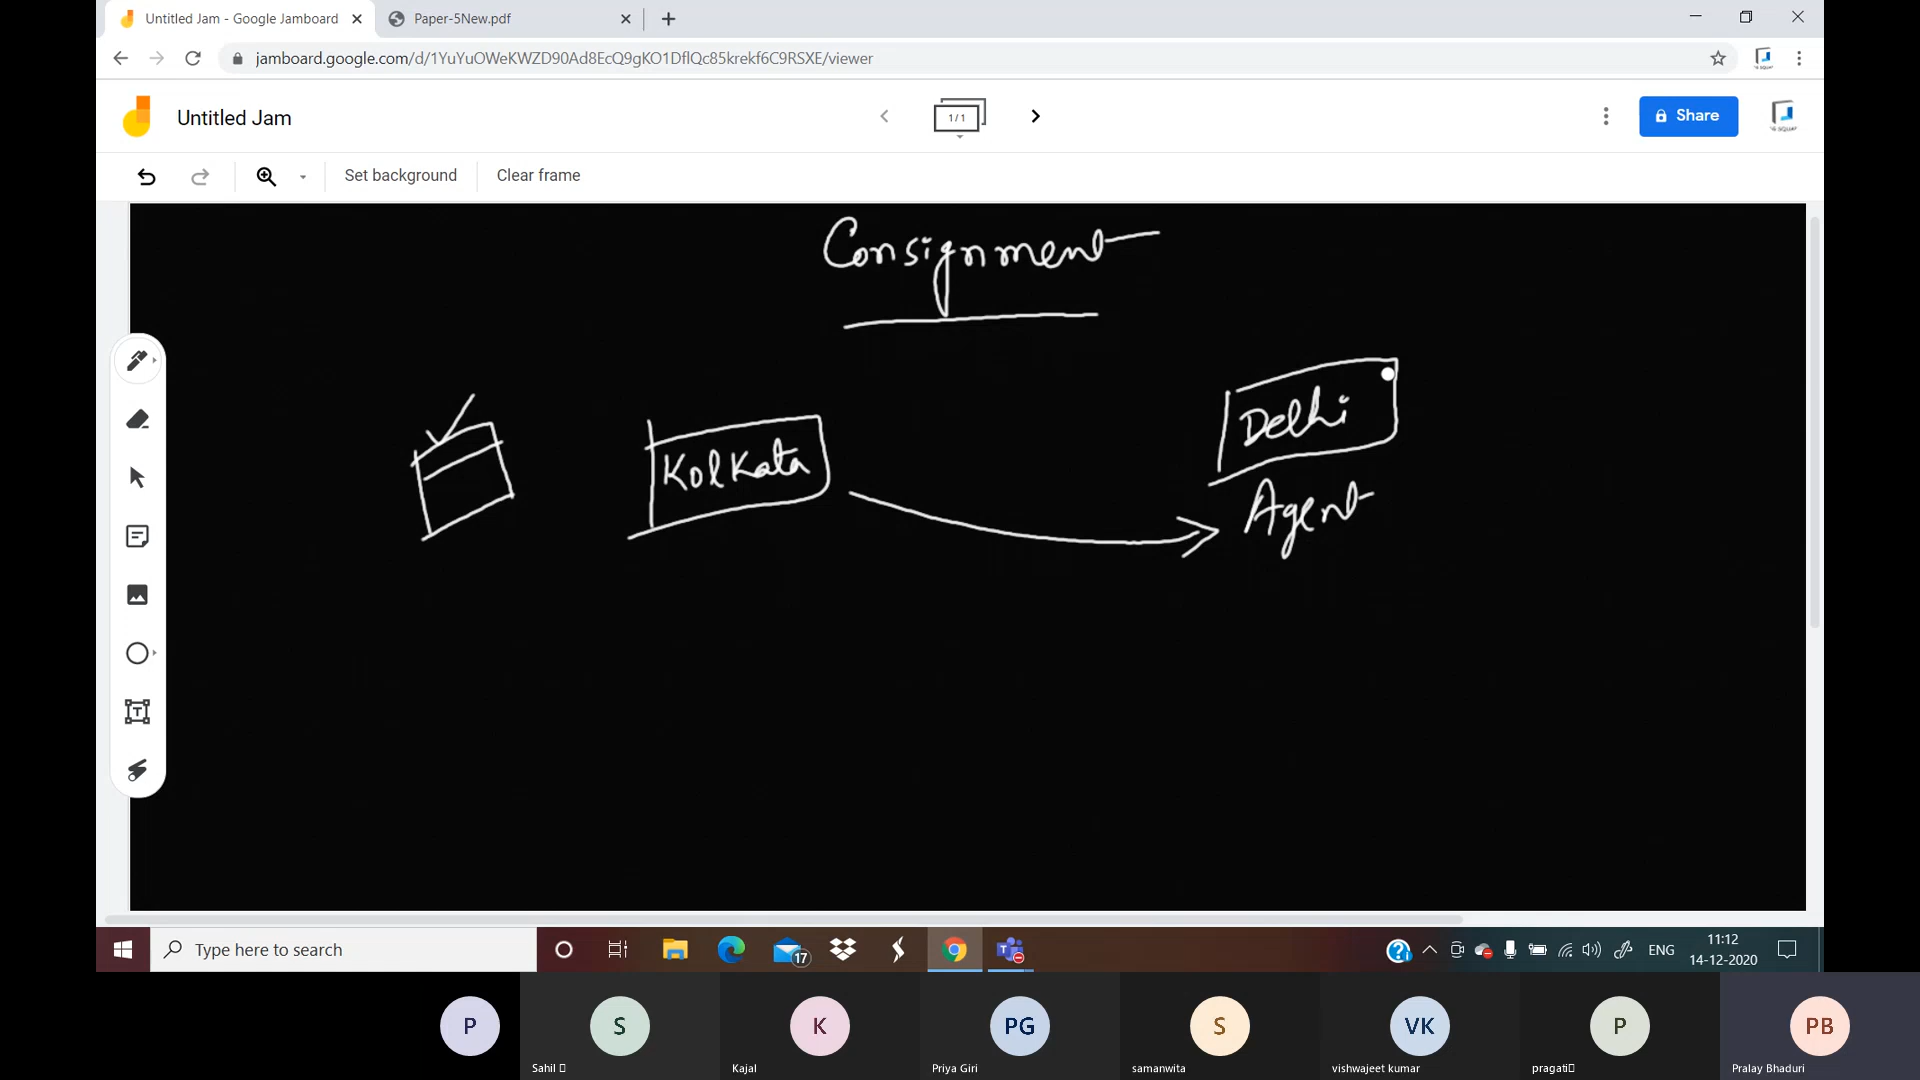 Untitled Jam - Google Jamboard
Paper-5New.pdf
jamboard.google.com/d/1YuYuOWeKWZD90Ad8EcQ9gKO1DflQc85krekf6C9RSXE/viewer
Untitled Jam
1/1
Share
Set background
Clear frame
Consignment
Kolkata
Delhi
Agent
Type here to search
17
ENG
11:12
14-12-2020
P
S
K
PG
S
VK
P
PB
Sahil
Kajal
Priya Giri
samanwita
vishwajeet kumar
pragati
Pralay Bhaduri